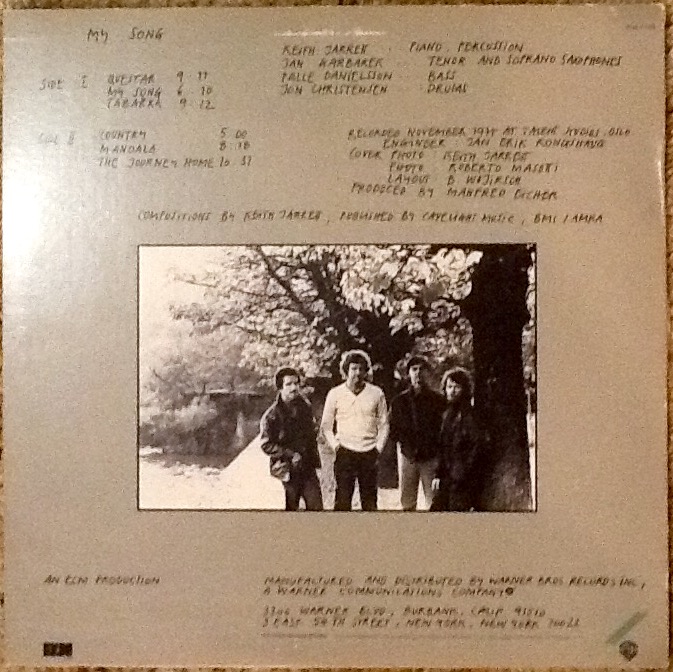 MY SONG
KEITH JARRETT · PIANO, PERCUSSION
JAN GARBAREK · TENOR AND SOPRANO SAXOPHONES
PALLE DANIELSSON · BASS
JON CHRISTENSEN · DRUMS
SIDE I QUESTAR 9 11
MY SONG 6 10
TABARKA 9 12
SIDE II COUNTRY 5 00
MANDALA 8 18
THE JOURNEY HOME 10 31
RECORDED NOVEMBER 1977 AT TALENT STUDIOS, OSLO
ENGINEER JAN ERIK KONGSHAUG
COVER PHOTO KEITH JARRETT
PHOTO ROBERTO MASOTTI
LAYOUT B. WOJIRSCH
PRODUCED BY MANFRED EICHER
COMPOSITIONS BY KEITH JARRETT, PUBLISHED BY CAVELIGHT MUSIC, BMI / AMRA
AN ECM PRODUCTION
MANUFACTURED AND DISTRIBUTED BY WARNER BROS RECORDS INC,
A WARNER COMMUNICATIONS COMPANY
3300 WARNER BLVD, BURBANK, CALIF 91510
3 EAST 54TH STREET, NEW YORK, NEW YORK 10022